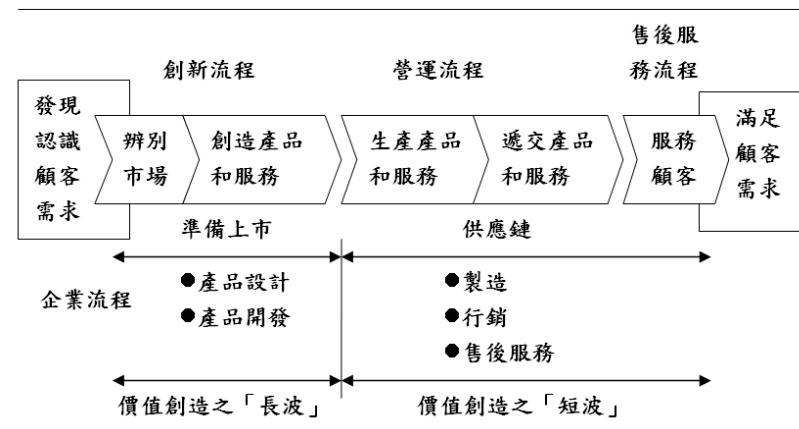 創新流程
營運流程
售後服
務流程
發現
認識
顧客
需求
辨別
市場
創造產品
和服務
生產產品
和服務
遞交產品
和服務
服務
顧客
滿足
顧客
需求
準備上市
供應鏈
企業流程
●產品設計
●產品開發
●製造
●行銷
●售後服務
價值創造之「長波」
價值創造之「短波」